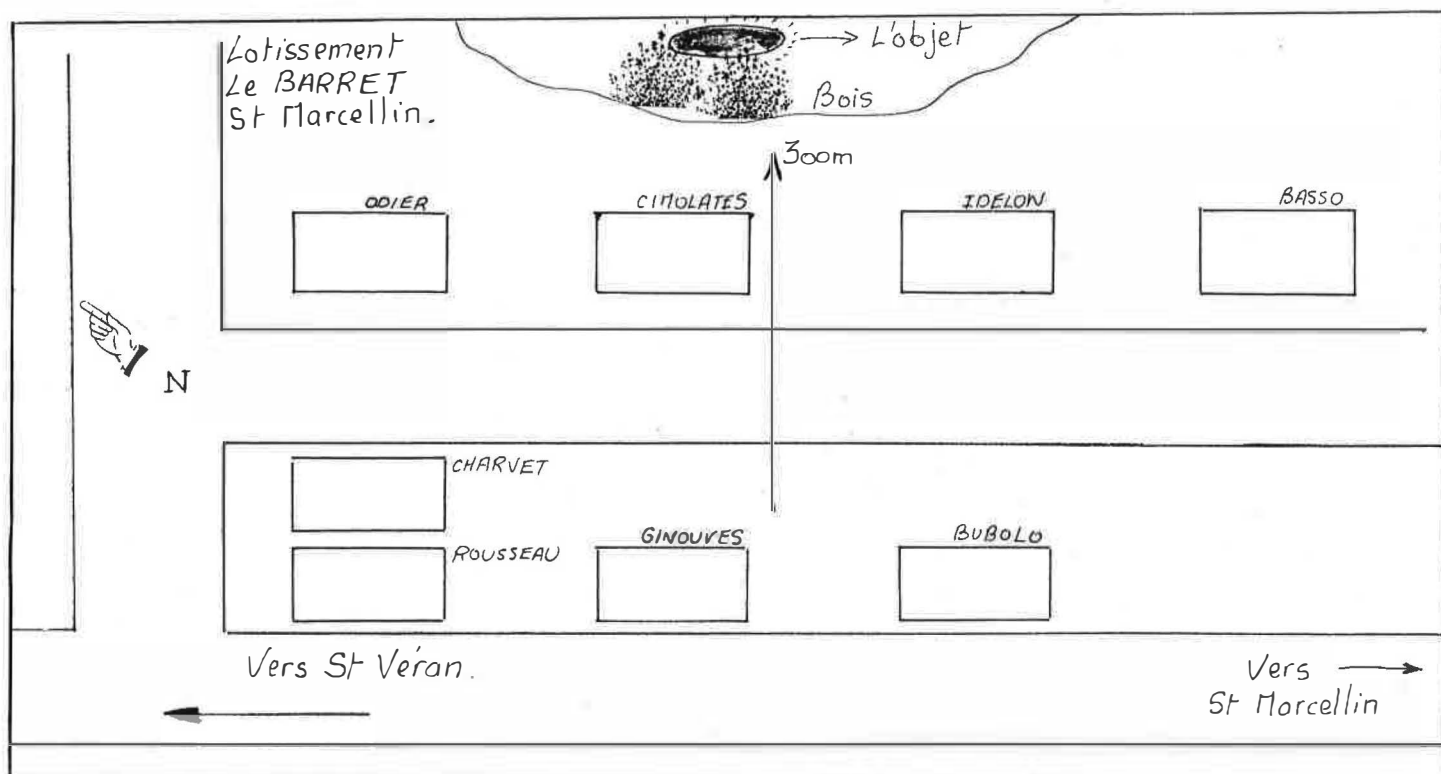 Lotissement
Le BARRET
St Marcellin.
L'objet
Bois
300m
ODIER
CIMOLATES
IDELON
BASSO
N
CHARVET
ROUSSEAU
GINOUVES
BUBOLO
Vers St Véran.
Vers
St Marcellin